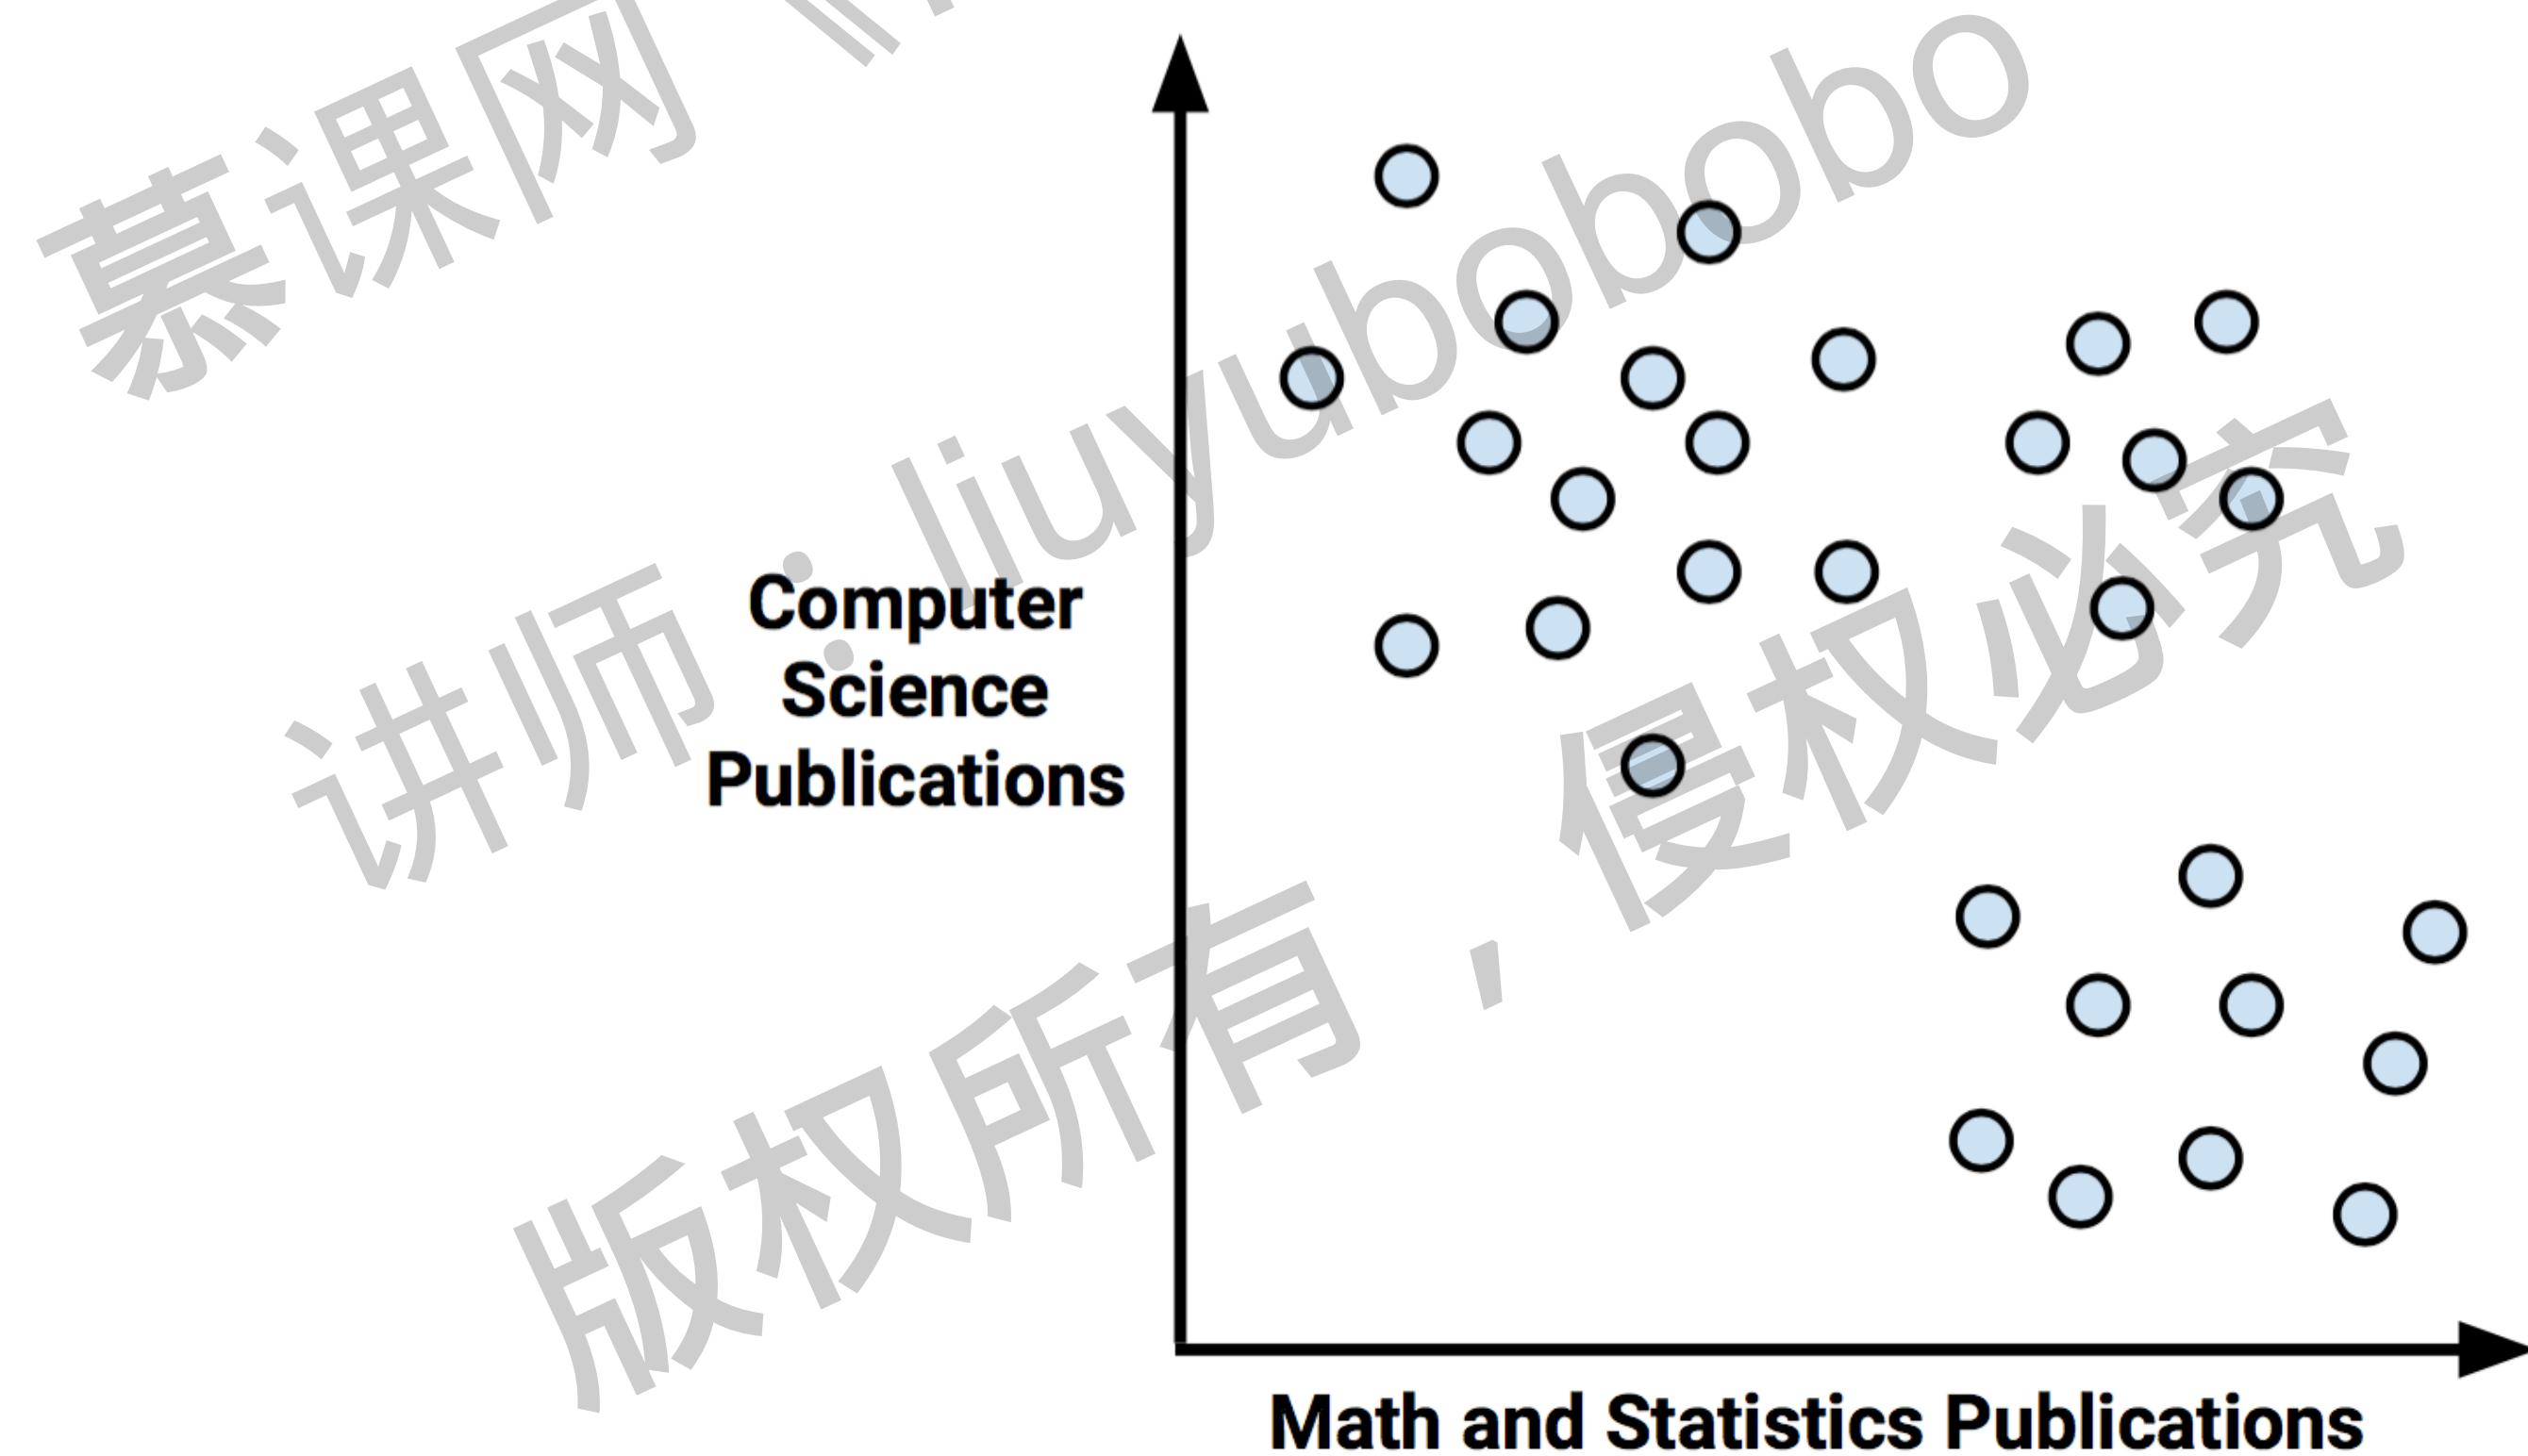 慕课网《
讲师：liuyubobobo
版权所有，侵权必究
Computer
Science
Publications
Math and Statistics Publications